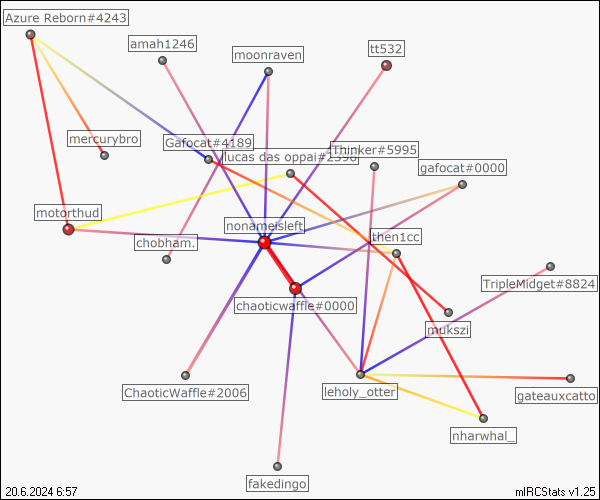 Azure Reborn#4243
amah1246
tt532
moonraven
mercurybro
Gafocat#4189
Thinker#5995
lucas das oppai#2396
gafocat#0000
motorthud
nonameisleft
chobham.
then1cc
TripleMidget#8824
chaoticwaffle#0000
mukszi
ChaoticWaffle#2006
leholy_otter
gateauxcatto
nharwhal_
fakedingo
20.6.2024 6:57
mIRCStats v1.25